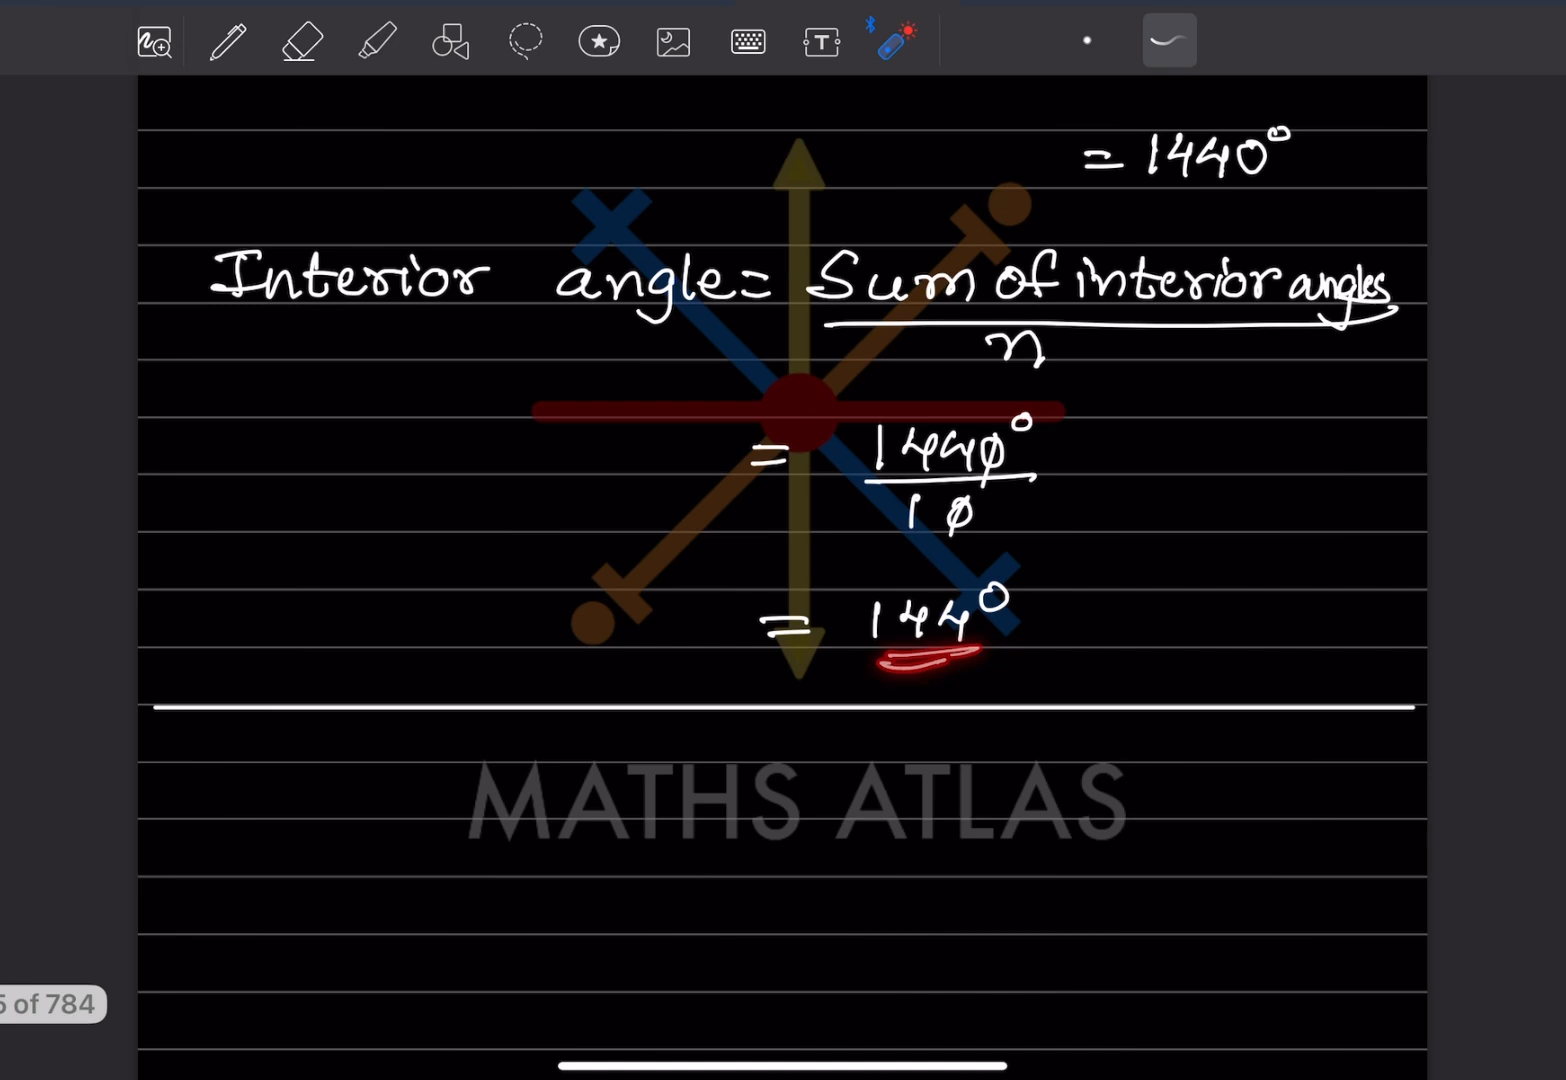 = 1440°
Interior angle = Sum of interior angles
n
= 1440°
10
= 144°
MATHS ATLAS
5 of 784